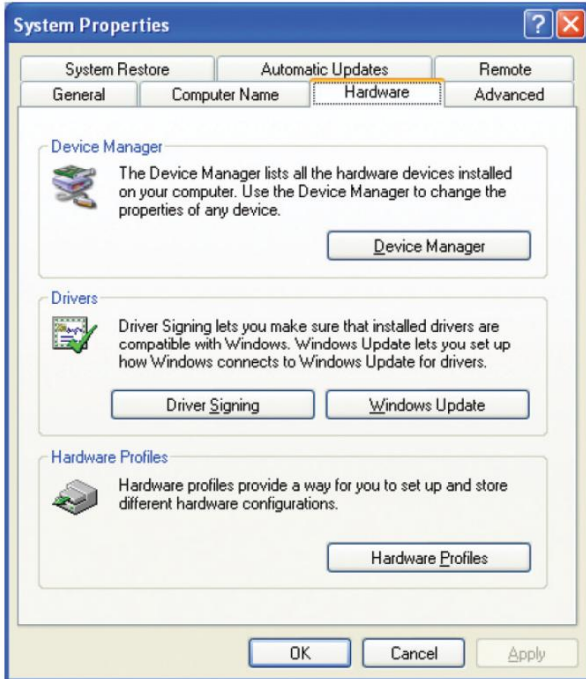 System Properties
System Restore
Automatic Updates
Remote
General
Computer Name
Hardware
Advanced
Device Manager
The Device Manager lists all the hardware devices installed
on your computer. Use the Device Manager to change the
properties of any device.
Device Manager
Drivers
Driver Signing lets you make sure that installed drivers are
compatible with Windows. Windows Update lets you set up
how Windows connects to Windows Update for drivers.
Driver Signing
Windows Update
Hardware Profiles
Hardware profiles provide a way for you to set up and store
different hardware configurations.
Hardware Profiles
OK
Cancel
Apply